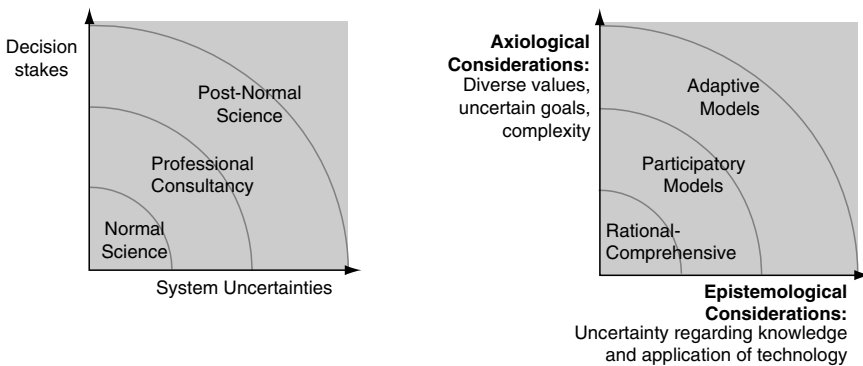 Decision
stakes
Post-Normal
Science
Professional
Consultancy
Normal
Science
System Uncertainties
Axiological
Considerations:
Diverse values,
uncertain goals,
complexity
Adaptive
Models
Participatory
Models
Rational-
Comprehensive
Epistemological
Considerations:
Uncertainty regarding knowledge
and application of technology